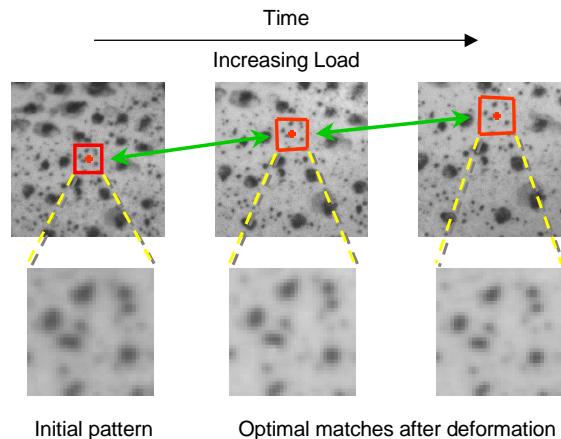 Time
Increasing Load
Initial pattern
Optimal matches after deformation